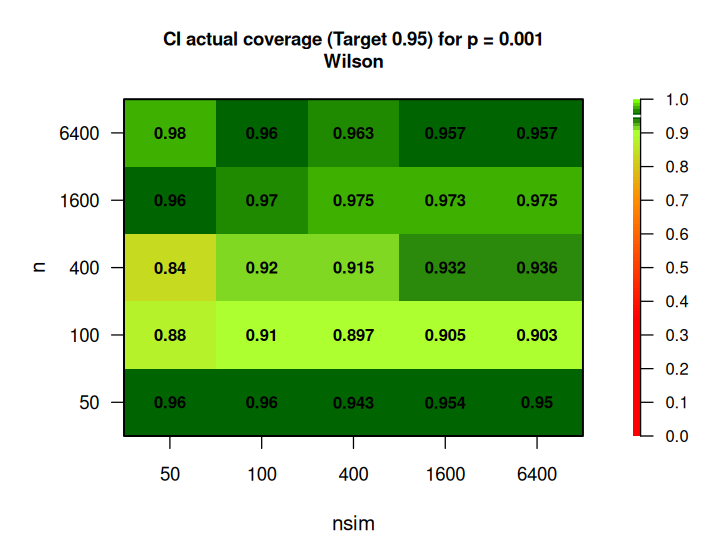 CI actual coverage (Target 0.95) for p = 0.001
Wilson
6400 0.98 0.96 0.963 0.957 0.957
1600 0.96 0.97 0.975 0.973 0.975
n
400 0.84 0.92 0.915 0.932 0.936
100 0.88 0.91 0.897 0.905 0.903
50 0.96 0.96 0.943 0.954 0.95
50 100 400 1600 6400
nsim
1.0
0.9
0.8
0.7
0.6
0.5
0.4
0.3
0.2
0.1
0.0